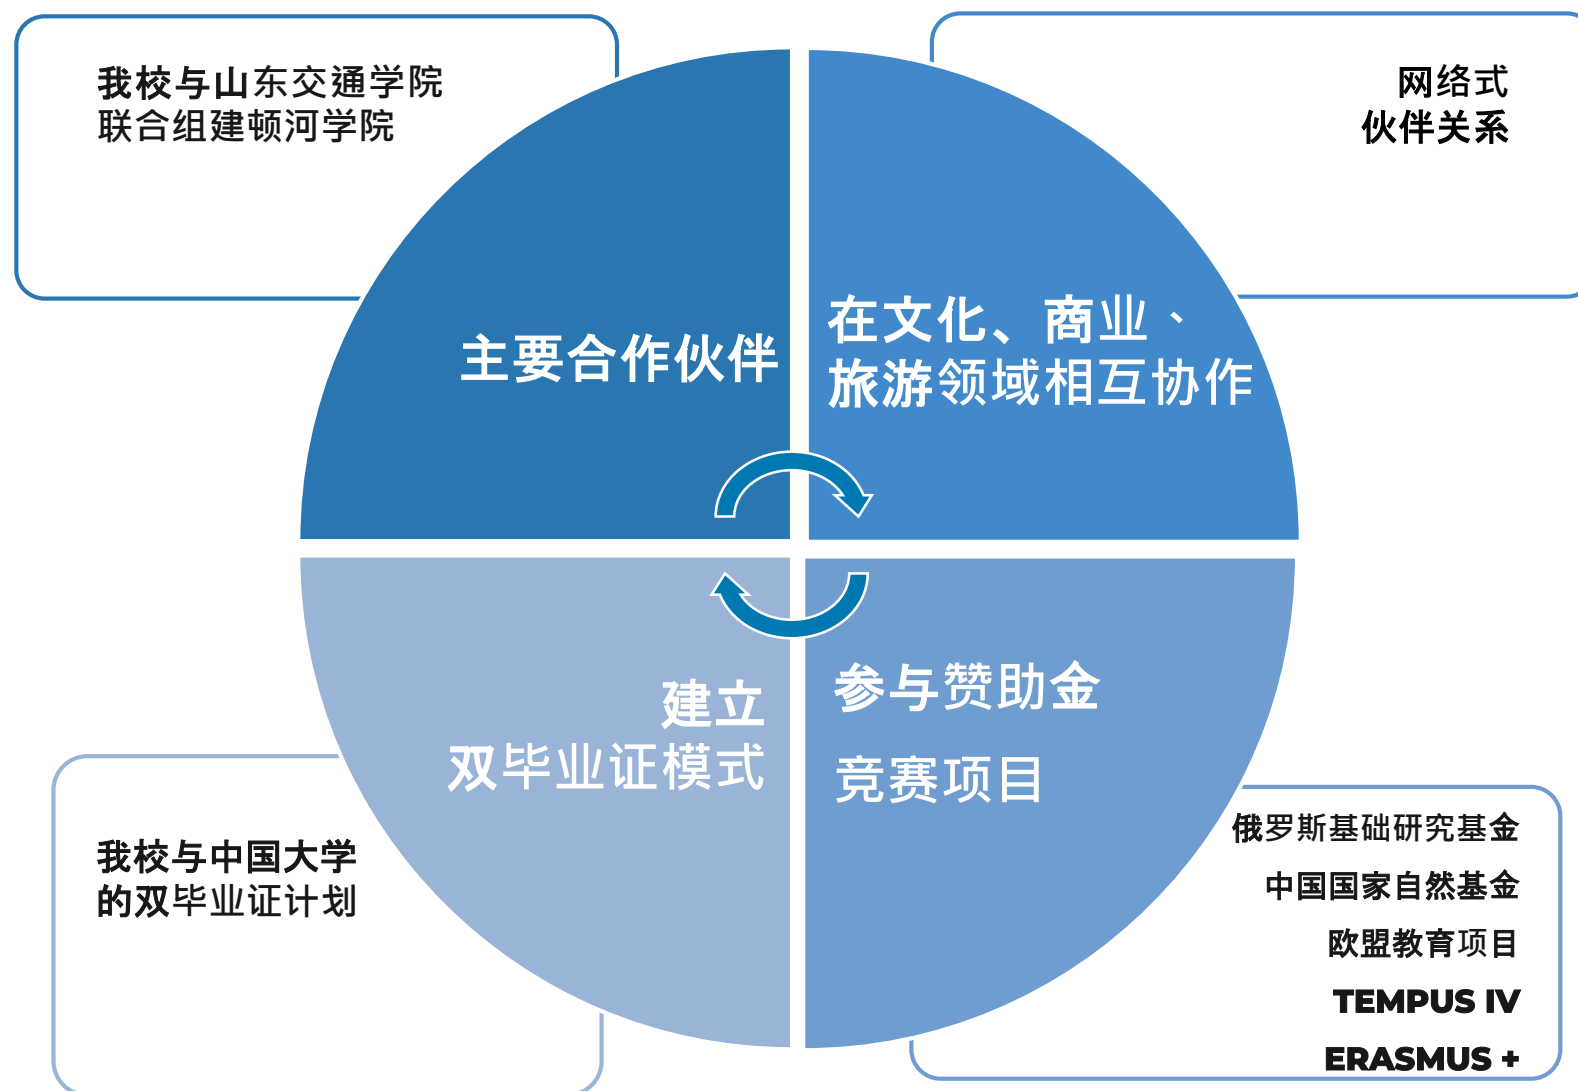 我校与山东交通学院
联合组建顿河学院
网络式
伙伴关系
主要合作伙伴
在文化、商业、
旅游领域相互协作
建立
双毕业证模式
参与赞助金
竞赛项目
我校与中国大学
的双毕业证计划
俄罗斯基础研究基金
中国国家自然基金
欧盟教育项目
TEMPUS IV
ERASMUS +